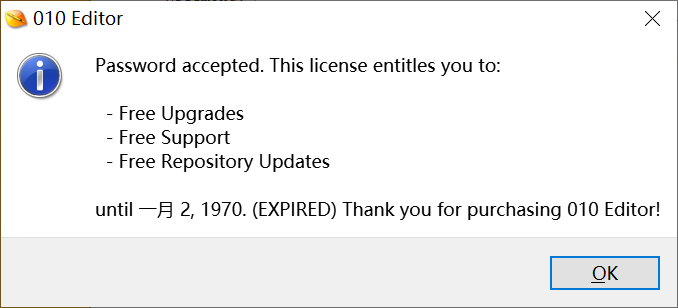 010 Editor
Password accepted. This license entitles you to:
- Free Upgrades
- Free Support
- Free Repository Updates
until 一月 2, 1970. (EXPIRED) Thank you for purchasing 010 Editor!
OK